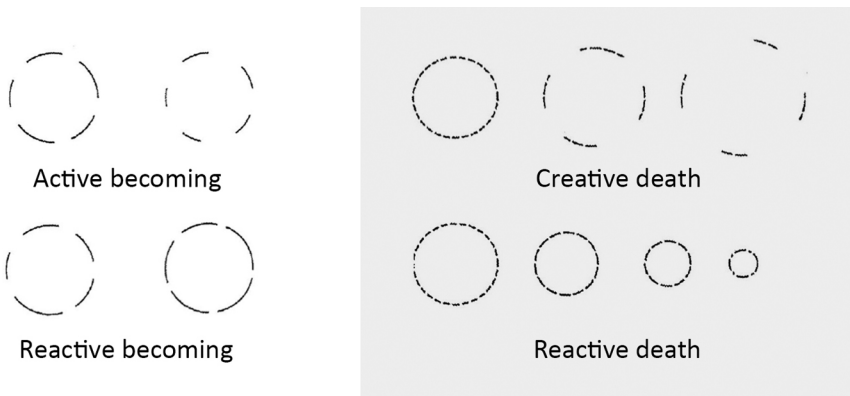 Active becoming
Creative death
Reactive becoming
Reactive death